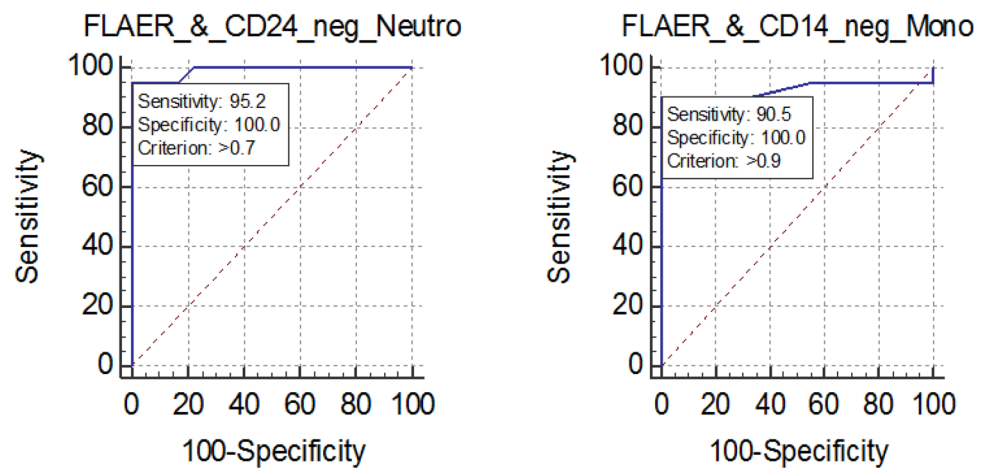 FLAER_&_CD24_neg_Neutro
100
80
60
40
20
0
Sensitivity
Sensitivity: 95.2
Specificity: 100.0
Criterion: >0.7
0 20 40 60 80 100
100-Specificity
FLAER_&_CD14_neg_Mono
100
80
60
40
20
0
Sensitivity
Sensitivity: 90.5
Specificity: 100.0
Criterion: >0.9
0 20 40 60 80 100
100-Specificity